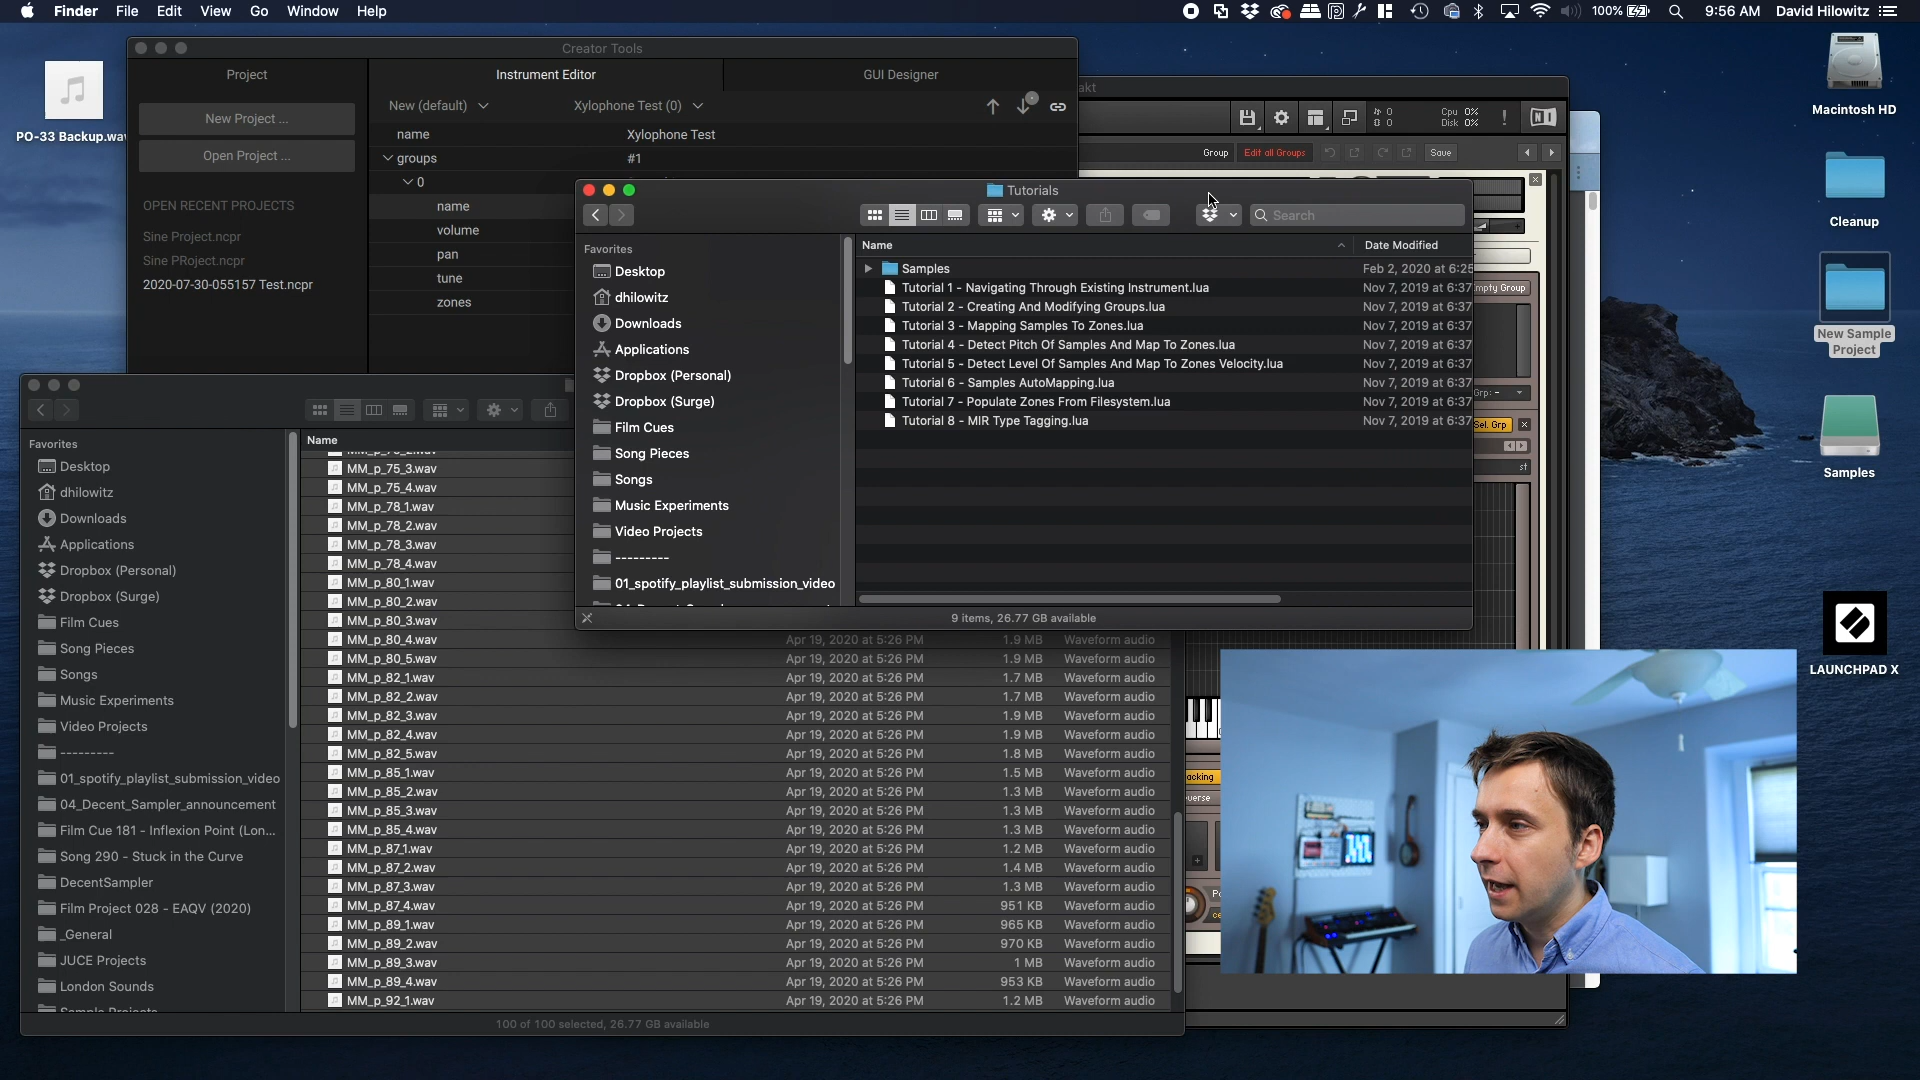 Finder File Edit View Go Window Help
100% 9:56 AM David Hilowitz
Creator Tools
Project
Instrument Editor
GUI Designer
New Project ...
Open Project ...
OPEN RECENT PROJECTS
Sine Project.ncpr
Sine PRoject.ncpr
2020-07-30-055157 Test.ncpr
New (default)
Xylophone Test (0)
name
Xylophone Test
groups
#1
0
name
volume
pan
tune
zones
PO-33 Backup.wav
akt
Cpu 0%
Disk 0%
0
0
!
NI
Group
Edit all Groups
Save
mpty Group
Grp: -
Sel. Grp
st
acking
verse
Tutorials
Search
Favorites
Desktop
dhilowitz
Downloads
Applications
Dropbox (Personal)
Dropbox (Surge)
Film Cues
Song Pieces
Songs
Music Experiments
Video Projects
---------
01_spotify_playlist_submission_video
Name
Date Modified
Samples
Feb 2, 2020 at 6:25
Tutorial 1 - Navigating Through Existing Instrument.lua
Nov 7, 2019 at 6:37
Tutorial 2 - Creating And Modifying Groups.lua
Nov 7, 2019 at 6:37
Tutorial 3 - Mapping Samples To Zones.lua
Nov 7, 2019 at 6:37
Tutorial 4 - Detect Pitch Of Samples And Map To Zones.lua
Nov 7, 2019 at 6:37
Tutorial 5 - Detect Level Of Samples And Map To Zones Velocity.lua
Nov 7, 2019 at 6:37
Tutorial 6 - Samples AutoMapping.lua
Nov 7, 2019 at 6:37
Tutorial 7 - Populate Zones From Filesystem.lua
Nov 7, 2019 at 6:37
Tutorial 8 - MIR Type Tagging.lua
Nov 7, 2019 at 6:37
9 items, 26.77 GB available
Favorites
Desktop
dhilowitz
Downloads
Applications
Dropbox (Personal)
Dropbox (Surge)
Film Cues
Song Pieces
Songs
Music Experiments
Video Projects
---------
01_spotify_playlist_submission_video
04_Decent_Sampler_announcement
Film Cue 181 - Inflexion Point (Lon...
Song 290 - Stuck in the Curve
DecentSampler
Film Project 028 - EAQV (2020)
_General
JUCE Projects
London Sounds
Sample Projects
Name
MM_p_75_3.wav
MM_p_75_4.wav
MM_p_78_1.wav
MM_p_78_2.wav
MM_p_78_3.wav
MM_p_78_4.wav
MM_p_80_1.wav
MM_p_80_2.wav
MM_p_80_3.wav
MM_p_80_4.wav Apr 19, 2020 at 5:26 PM 1.9 MB Waveform audio
MM_p_80_5.wav Apr 19, 2020 at 5:26 PM 1.9 MB Waveform audio
MM_p_82_1.wav Apr 19, 2020 at 5:26 PM 1.7 MB Waveform audio
MM_p_82_2.wav Apr 19, 2020 at 5:26 PM 1.7 MB Waveform audio
MM_p_82_3.wav Apr 19, 2020 at 5:26 PM 1.9 MB Waveform audio
MM_p_82_4.wav Apr 19, 2020 at 5:26 PM 1.9 MB Waveform audio
MM_p_82_5.wav Apr 19, 2020 at 5:26 PM 1.8 MB Waveform audio
MM_p_85_1.wav Apr 19, 2020 at 5:26 PM 1.5 MB Waveform audio
MM_p_85_2.wav Apr 19, 2020 at 5:26 PM 1.3 MB Waveform audio
MM_p_85_3.wav Apr 19, 2020 at 5:26 PM 1.3 MB Waveform audio
MM_p_85_4.wav Apr 19, 2020 at 5:26 PM 1.3 MB Waveform audio
MM_p_87_1.wav Apr 19, 2020 at 5:26 PM 1.2 MB Waveform audio
MM_p_87_2.wav Apr 19, 2020 at 5:26 PM 1.4 MB Waveform audio
MM_p_87_3.wav Apr 19, 2020 at 5:26 PM 1.3 MB Waveform audio
MM_p_87_4.wav Apr 19, 2020 at 5:26 PM 951 KB Waveform audio
MM_p_89_1.wav Apr 19, 2020 at 5:26 PM 965 KB Waveform audio
MM_p_89_2.wav Apr 19, 2020 at 5:26 PM 970 KB Waveform audio
MM_p_89_3.wav Apr 19, 2020 at 5:26 PM 1 MB Waveform audio
MM_p_89_4.wav Apr 19, 2020 at 5:26 PM 953 KB Waveform audio
MM_p_92_1.wav Apr 19, 2020 at 5:26 PM 1.2 MB Waveform audio
100 of 100 selected, 26.77 GB available
Macintosh HD
Cleanup
New Sample
Project
Samples
LAUNCHPAD X